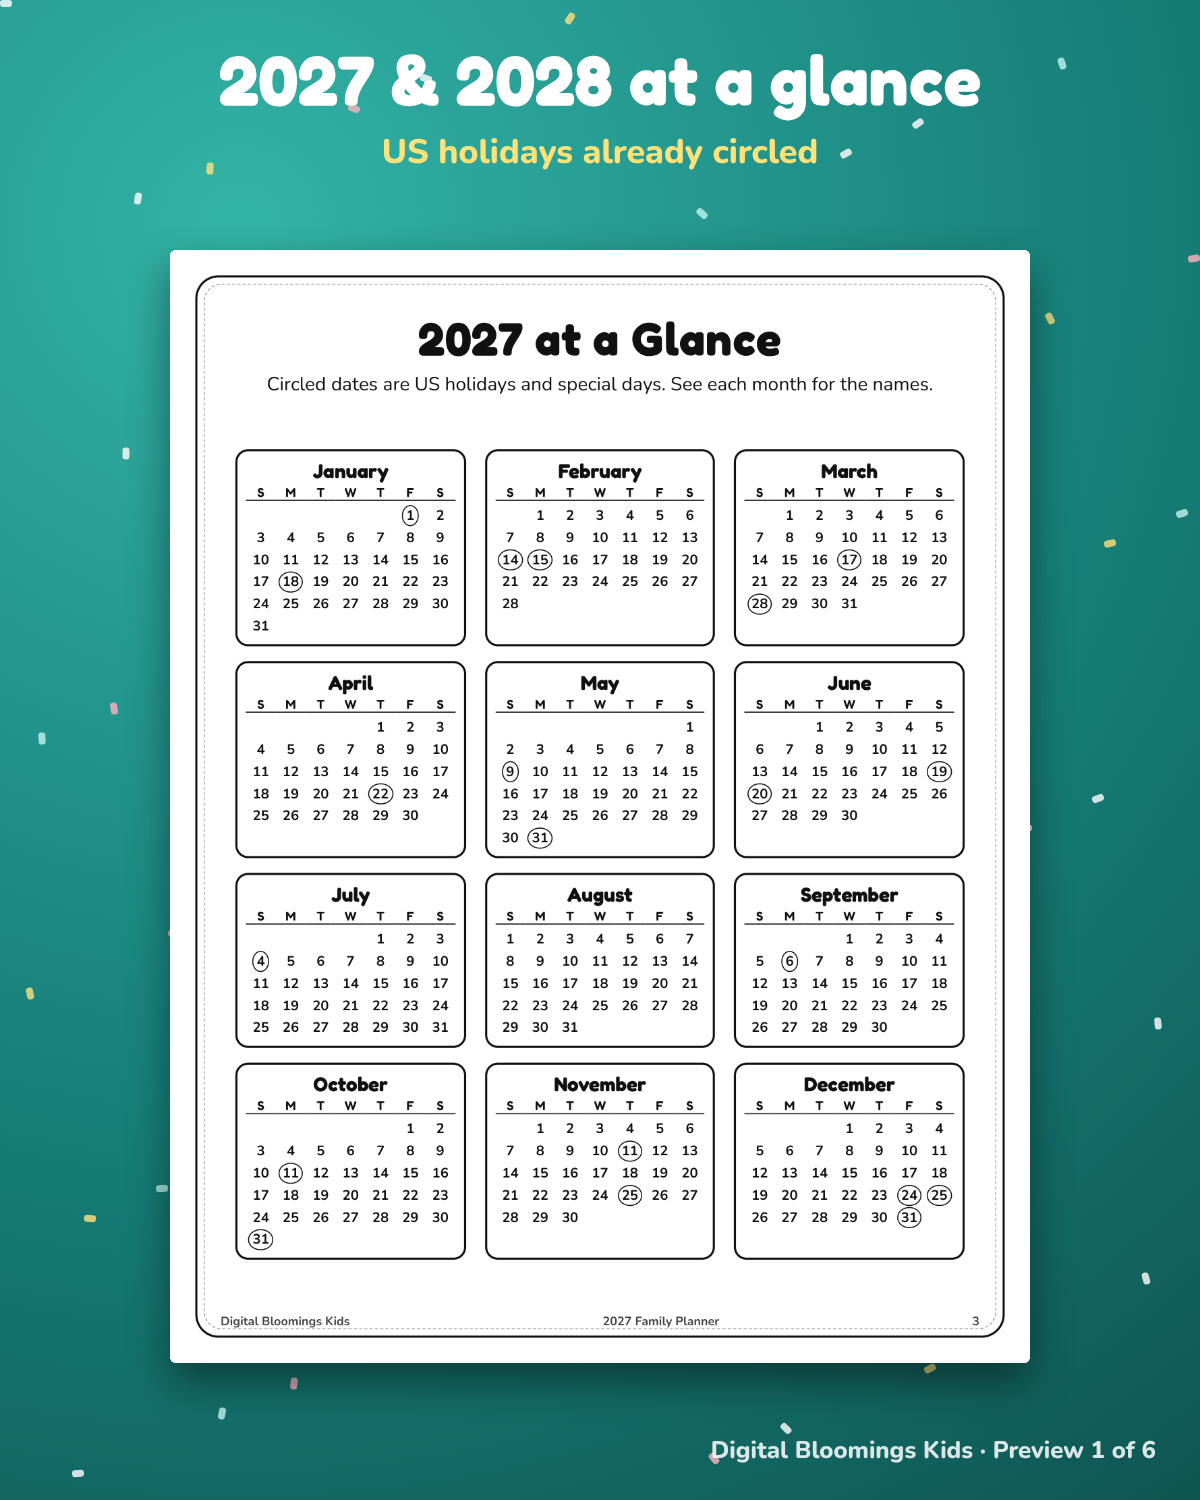 2027 & 2028 at a glance
US holidays already circled
2027 at a Glance
Circled dates are US holidays and special days. See each month for the names.
January
S M T W T F S
1 2
3 4 5 6 7 8 9
10 11 12 13 14 15 16
17 18 19 20 21 22 23
24 25 26 27 28 29 30
31
February
S M T W T F S
1 2 3 4 5 6
7 8 9 10 11 12 13
14 15 16 17 18 19 20
21 22 23 24 25 26 27
28
March
S M T W T F S
1 2 3 4 5 6
7 8 9 10 11 12 13
14 15 16 17 18 19 20
21 22 23 24 25 26 27
28 29 30 31
April
S M T W T F S
1 2 3
4 5 6 7 8 9 10
11 12 13 14 15 16 17
18 19 20 21 22 23 24
25 26 27 28 29 30
May
S M T W T F S
1
2 3 4 5 6 7 8
9 10 11 12 13 14 15
16 17 18 19 20 21 22
23 24 25 26 27 28 29
30 31
June
S M T W T F S
1 2 3 4 5
6 7 8 9 10 11 12
13 14 15 16 17 18 19
20 21 22 23 24 25 26
27 28 29 30
July
S M T W T F S
1 2 3
4 5 6 7 8 9 10
11 12 13 14 15 16 17
18 19 20 21 22 23 24
25 26 27 28 29 30 31
August
S M T W T F S
1 2 3 4 5 6 7
8 9 10 11 12 13 14
15 16 17 18 19 20 21
22 23 24 25 26 27 28
29 30 31
September
S M T W T F S
1 2 3 4
5 6 7 8 9 10 11
12 13 14 15 16 17 18
19 20 21 22 23 24 25
26 27 28 29 30
October
S M T W T F S
1 2
3 4 5 6 7 8 9
10 11 12 13 14 15 16
17 18 19 20 21 22 23
24 25 26 27 28 29 30
31
November
S M T W T F S
1 2 3 4 5 6
7 8 9 10 11 12 13
14 15 16 17 18 19 20
21 22 23 24 25 26 27
28 29 30
December
S M T W T F S
1 2 3 4
5 6 7 8 9 10 11
12 13 14 15 16 17 18
19 20 21 22 23 24 25
26 27 28 29 30 31
Digital Bloomings Kids 2027 Family Planner 3
Digital Bloomings Kids · Preview 1 of 6